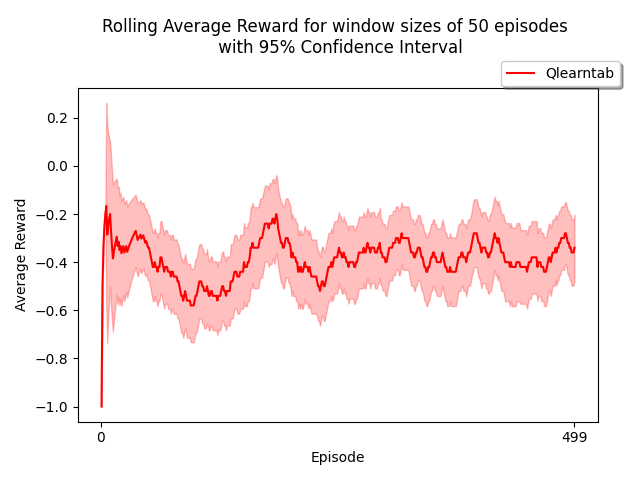 Rolling Average Reward for window sizes of 50 episodes
with 95% Confidence Interval
Qlearntab
0.2
0.0
−0.2
−0.4
−0.6
−0.8
−1.0
Average Reward
0
499
Episode